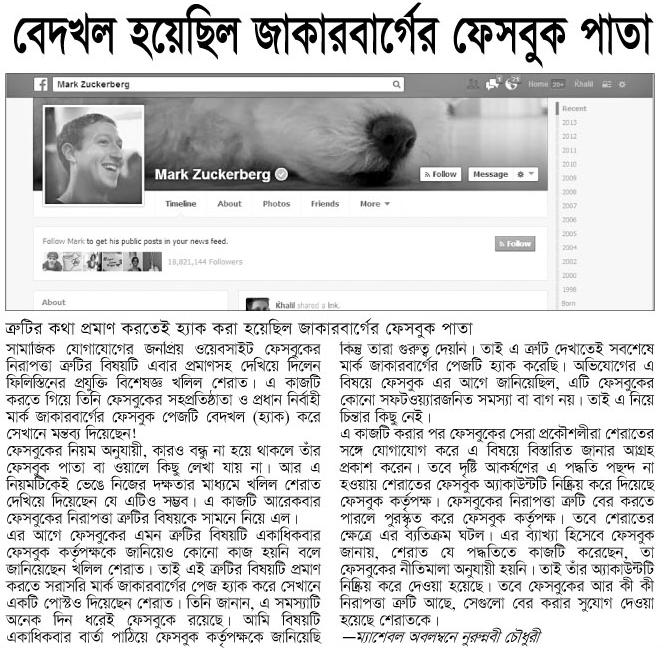 বেদখল হয়েছিল জাকারবার্গের ফেসবুক পাতা
Mark Zuckerberg
Home 20+ Khalil
Mark Zuckerberg
Follow Message
Timeline About Photos Friends More
Follow Mark to get his public posts in your news feed.
Follow
18,821,144 Followers
About
Khalil shared a link.
Recent
2013
2012
2011
2010
2009
2008
2007
2006
2005
2004
2002
2000
1998
Born
ত্রুটির কথা প্রমাণ করতেই হ্যাক করা হয়েছিল জাকারবার্গের ফেসবুক পাতা
সামাজিক যোগাযোগের জনপ্রিয় ওয়েবসাইট ফেসবুকের
নিরাপত্তা ত্রুটির বিষয়টি এবার প্রমাণসহ দেখিয়ে দিলেন
ফিলিস্তিনের প্রযুক্তি বিশেষজ্ঞ খলিল শেরাত। এ কাজটি
করতে গিয়ে তিনি ফেসবুকের সহপ্রতিষ্ঠাতা ও প্রধান নির্বাহী
মার্ক জাকারবার্গের ফেসবুক পেজটি বেদখল (হ্যাক) করে
সেখানে মন্তব্য দিয়েছেন!
ফেসবুকের নিয়ম অনুযায়ী, কারও বন্ধু না হয়ে থাকলে তাঁর
ফেসবুক পাতা বা ওয়ালে কিছু লেখা যায় না। আর এ
নিয়মটিকেই ভেঙে নিজের দক্ষতার মাধ্যমে খলিল শেরাত
দেখিয়ে দিয়েছেন যে এটিও সম্ভব। এ কাজটি আরেকবার
ফেসবুকের নিরাপত্তা ত্রুটির বিষয়কে সামনে নিয়ে এল।
এর আগে ফেসবুকের এমন ত্রুটির বিষয়টি একাধিকবার
ফেসবুক কর্তৃপক্ষকে জানিয়েও কোনো কাজ হয়নি বলে
জানিয়েছেন খলিল শেরাত। তাই এই ত্রুটির বিষয়টি প্রমাণ
করতে সরাসরি মার্ক জাকারবার্গের পেজ হ্যাক করে সেখানে
একটি পোস্টও দিয়েছেন শেরাত। তিনি জানান, এ সমস্যাটি
অনেক দিন ধরেই ফেসবুকে রয়েছে। আমি বিষয়টি
একাধিকবার বার্তা পাঠিয়ে ফেসবুক কর্তৃপক্ষকে জানিয়েছি
কিন্তু তারা গুরুত্ব দেয়নি। তাই এ ত্রুটি দেখাতেই সবশেষে
মার্ক জাকারবার্গের পেজটি হ্যাক করেছি। অভিযোগের এ
বিষয়ে ফেসবুক এর আগে জানিয়েছিল, এটি ফেসবুকের
কোনো সফটওয়্যারজনিত সমস্যা বা বাগ নয়। তাই এ নিয়ে
চিন্তার কিছু নেই।
এ কাজটি করার পর ফেসবুকের সেরা প্রকৌশলীরা শেরাতের
সঙ্গে যোগাযোগ করে এ বিষয়ে বিস্তারিত জানার আগ্রহ
প্রকাশ করেন। তবে দৃষ্টি আকর্ষণের এ পদ্ধতি পছন্দ না
হওয়ায় শেরাতের ফেসবুক অ্যাকাউন্টটি নিষ্ক্রিয় করে দিয়েছে
ফেসবুক কর্তৃপক্ষ। ফেসবুকের নিরাপত্তা ত্রুটি বের করতে
পারলে পুরস্কৃত করে ফেসবুক কর্তৃপক্ষ। তবে শেরাতের
ক্ষেত্রে এর ব্যতিক্রম ঘটল। এর ব্যাখ্যা হিসেবে ফেসবুক
জানায়, শেরাত যে পদ্ধতিতে কাজটি করেছেন, তা
ফেসবুকের নীতিমালা অনুযায়ী হয়নি। তাই তাঁর অ্যাকাউন্টটি
নিষ্ক্রিয় করে দেওয়া হয়েছে। তবে ফেসবুকের আর কী কী
নিরাপত্তা ত্রুটি আছে, সেগুলো বের করার সুযোগ দেওয়া
হয়েছে শেরাতকে।
—ম্যাশেবল অবলম্বনে নুরুন্নবী চৌধুরী